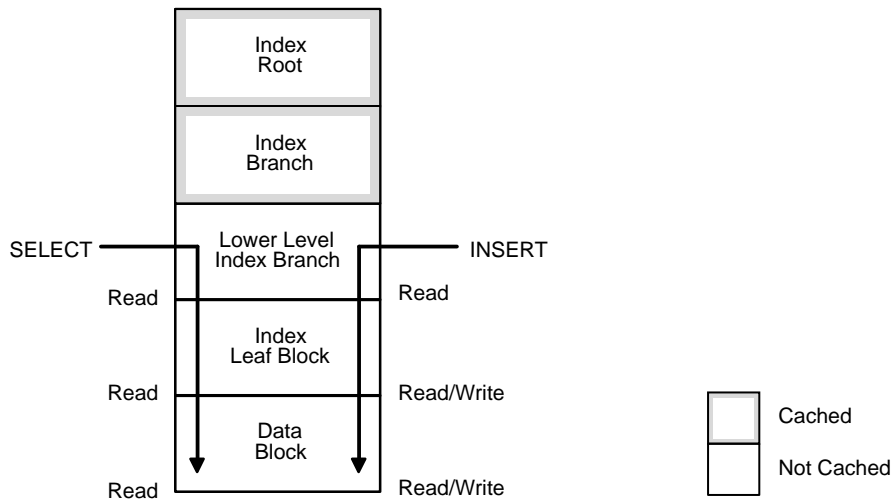 Index
Root
Index
Branch
SELECT
Lower Level
Index Branch
INSERT
Read
Read
Index
Leaf Block
Read
Read/Write
Data
Block
Read
Read/Write
Cached
Not Cached